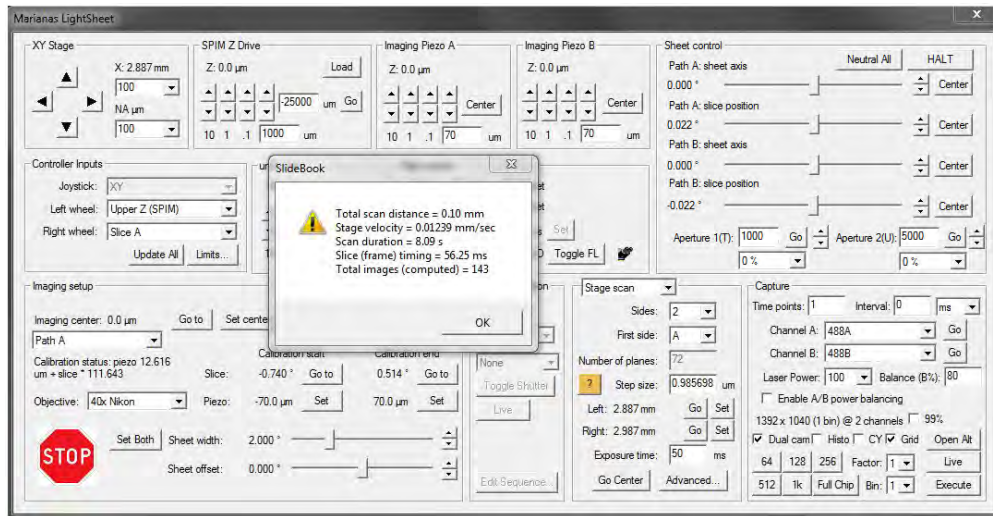 Marianas LightSheet
X
XY Stage
X: 2.887 mm
100
NA µm
100
SPIM Z Drive
Z: 0.0 µm
Load
-25000 um Go
10 1 .1 1000 um
Imaging Piezo A
Z: 0.0 µm
Center
10 1 .1 70 um
Imaging Piezo B
Z: 0.0 µm
Center
10 1 .1 70 um
Sheet control
Neutral All HALT
Path A: sheet axis
0.000 ° Center
Path A: slice position
0.022 ° Center
Path B: sheet axis
0.000 ° Center
Path B: slice position
-0.022 ° Center
Aperture 1(T): 1000 Go Aperture 2(U): 5000 Go
0 % 0 %
Controller Inputs
Joystick: XY
Left wheel: Upper Z (SPIM)
Right wheel: Slice A
Update All Limits...
Set
Toggle FL
SlideBook
Total scan distance = 0.10 mm
Stage velocity = 0.01239 mm/sec
Scan duration = 8.09 s
Slice (frame) timing = 56.25 ms
Total images (computed) = 143
OK
Imaging setup
Imaging center: 0.0 µm Go to Set cente
Path A
Calibration status: piezo 12.616
um + slice * 111.643
Calibration start Calibration end
Slice: -0.740 ° Go to 0.514 ° Go to
Objective: 40x Nikon Piezo: -70.0 µm Set 70.0 µm Set
STOP
Set Both Sheet width: 2.000 °
Sheet offset: 0.000 °
None
Toggle Shutter
Live
Edit Sequence...
Stage scan
Sides: 2
First side: A
Number of planes: 72
? Step size: 0.985698 um
Left: 2.887 mm Go Set
Right: 2.987 mm Go Set
Exposure time: 50 ms
Go Center Advanced...
Capture
Time points: 1 Interval: 0 ms
Channel A: 488A Go
Channel B: 488B Go
Laser Power: 100 Balance (B%): 80
Enable A/B power balancing
1392 x 1040 (1 bin) @ 2 channels 99%
Dual cam Histo CY Grid Open Alt
64 128 256 Factor: 1 Live
512 1k Full Chip Bin: 1 Execute